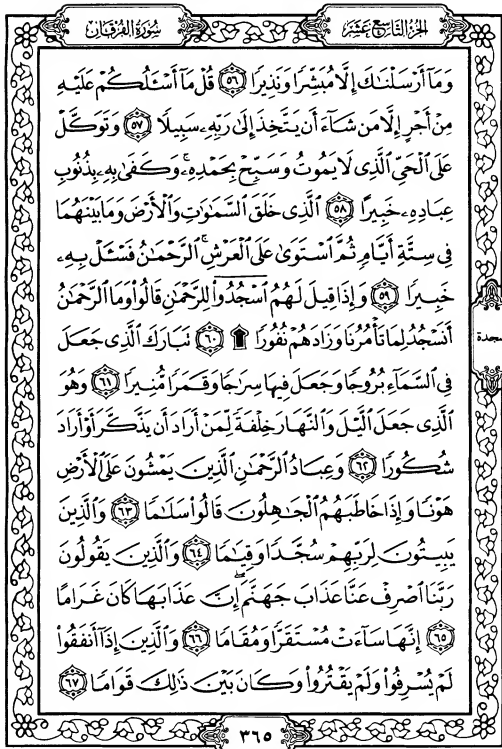 الجزء التاسع عشر
سورة الفرقان
وَمَآ أَرْسَلْنَٰكَ إِلَّا مُبَشِّرًا وَنَذِيرًا ٥٦ قُلْ مَآ أَسْـَٔلُكُمْ عَلَيْهِ
مِنْ أَجْرٍ إِلَّا مَن شَآءَ أَن يَتَّخِذَ إِلَىٰ رَبِّهِۦ سَبِيلًا ٥٧ وَتَوَكَّلْ
عَلَى ٱلْحَىِّ ٱلَّذِى لَا يَمُوتُ وَسَبِّحْ بِحَمْدِهِۦ ۚ وَكَفَىٰ بِهِۦ بِذُنُوبِ
عِبَادِهِۦ خَبِيرًا ٥٨ ٱلَّذِى خَلَقَ ٱلسَّمَٰوَٰتِ وَٱلْأَرْضَ وَمَا بَيْنَهُمَا
فِى سِتَّةِ أَيَّامٍ ثُمَّ ٱسْتَوَىٰ عَلَى ٱلْعَرْشِ ۚ ٱلرَّحْمَٰنُ فَسْـَٔلْ بِهِۦ
خَبِيرًا ٥٩ وَإِذَا قِيلَ لَهُمُ ٱسْجُدُوا۟ لِلرَّحْمَٰنِ قَالُوا۟ وَمَا ٱلرَّحْمَٰنُ
أَنَسْجُدُ لِمَا تَأْمُرُنَا وَزَادَهُمْ نُفُورًا ۩ ٦٠ تَبَارَكَ ٱلَّذِى جَعَلَ
سجدة
فِى ٱلسَّمَآءِ بُرُوجًا وَجَعَلَ فِيهَا سِرَٰجًا وَقَمَرًا مُّنِيرًا ٦١ وَهُوَ
ٱلَّذِى جَعَلَ ٱلَّيْلَ وَٱلنَّهَارَ خِلْفَةً لِّمَنْ أَرَادَ أَن يَذَّكَّرَ أَوْ أَرَادَ
شُكُورًا ٦٢ وَعِبَادُ ٱلرَّحْمَٰنِ ٱلَّذِينَ يَمْشُونَ عَلَى ٱلْأَرْضِ
هَوْنًا وَإِذَا خَاطَبَهُمُ ٱلْجَٰهِلُونَ قَالُوا۟ سَلَٰمًا ٦٣ وَٱلَّذِينَ
يَبِيتُونَ لِرَبِّهِمْ سُجَّدًا وَقِيَٰمًا ٦٤ وَٱلَّذِينَ يَقُولُونَ
رَبَّنَا ٱصْرِفْ عَنَّا عَذَابَ جَهَنَّمَ ۖ إِنَّ عَذَابَهَا كَانَ غَرَامًا
٦٥ إِنَّهَا سَآءَتْ مُسْتَقَرًّا وَمُقَامًا ٦٦ وَٱلَّذِينَ إِذَآ أَنفَقُوا۟
لَمْ يُسْرِفُوا۟ وَلَمْ يَقْتُرُوا۟ وَكَانَ بَيْنَ ذَٰلِكَ قَوَامًا ٦٧
٣٦٥